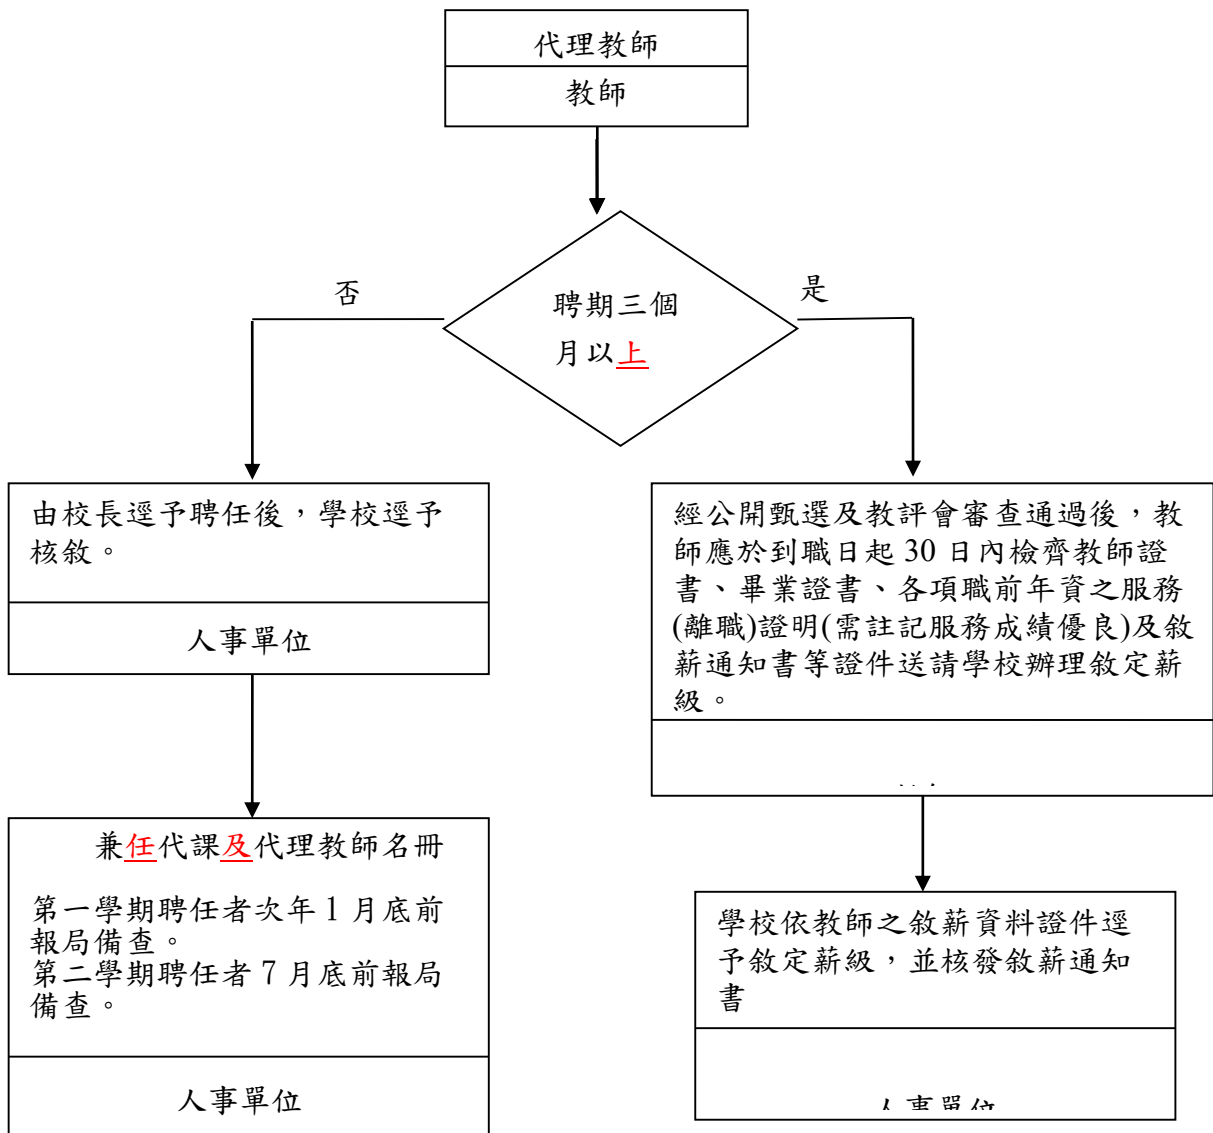 代理教師
教師
否
是
聘期三個
月以上
由校長逕予聘任後，學校逕予
核敘。
人事單位
經公開甄選及教評會審查通過後，教
師應於到職日起 30 日內檢齊教師證
書、畢業證書、各項職前年資之服務
(離職)證明(需註記服務成績優良)及敘
薪通知書等證件送請學校辦理敘定薪
級。
兼任代課及代理教師名冊
第一學期聘任者次年 1 月底前
報局備查。
第二學期聘任者 7 月底前報局
備查。
人事單位
學校依教師之敘薪資料證件逕
予敘定薪級，並核發敘薪通知
書
人事單位